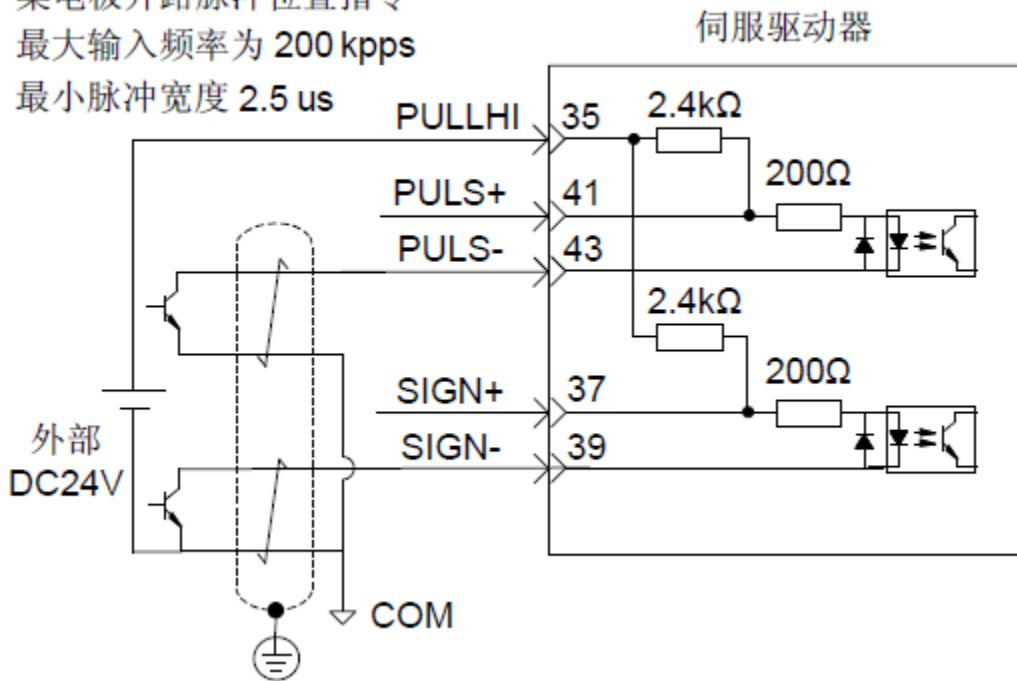 伺服驱动器
最大输入频率为 200 kpps
最小脉冲宽度 2.5 us
PULLHI 35 2.4kΩ
PULS+ 41 200Ω
PULS- 43
2.4kΩ
SIGN+ 37 200Ω
SIGN- 39
外部
DC24V
COM